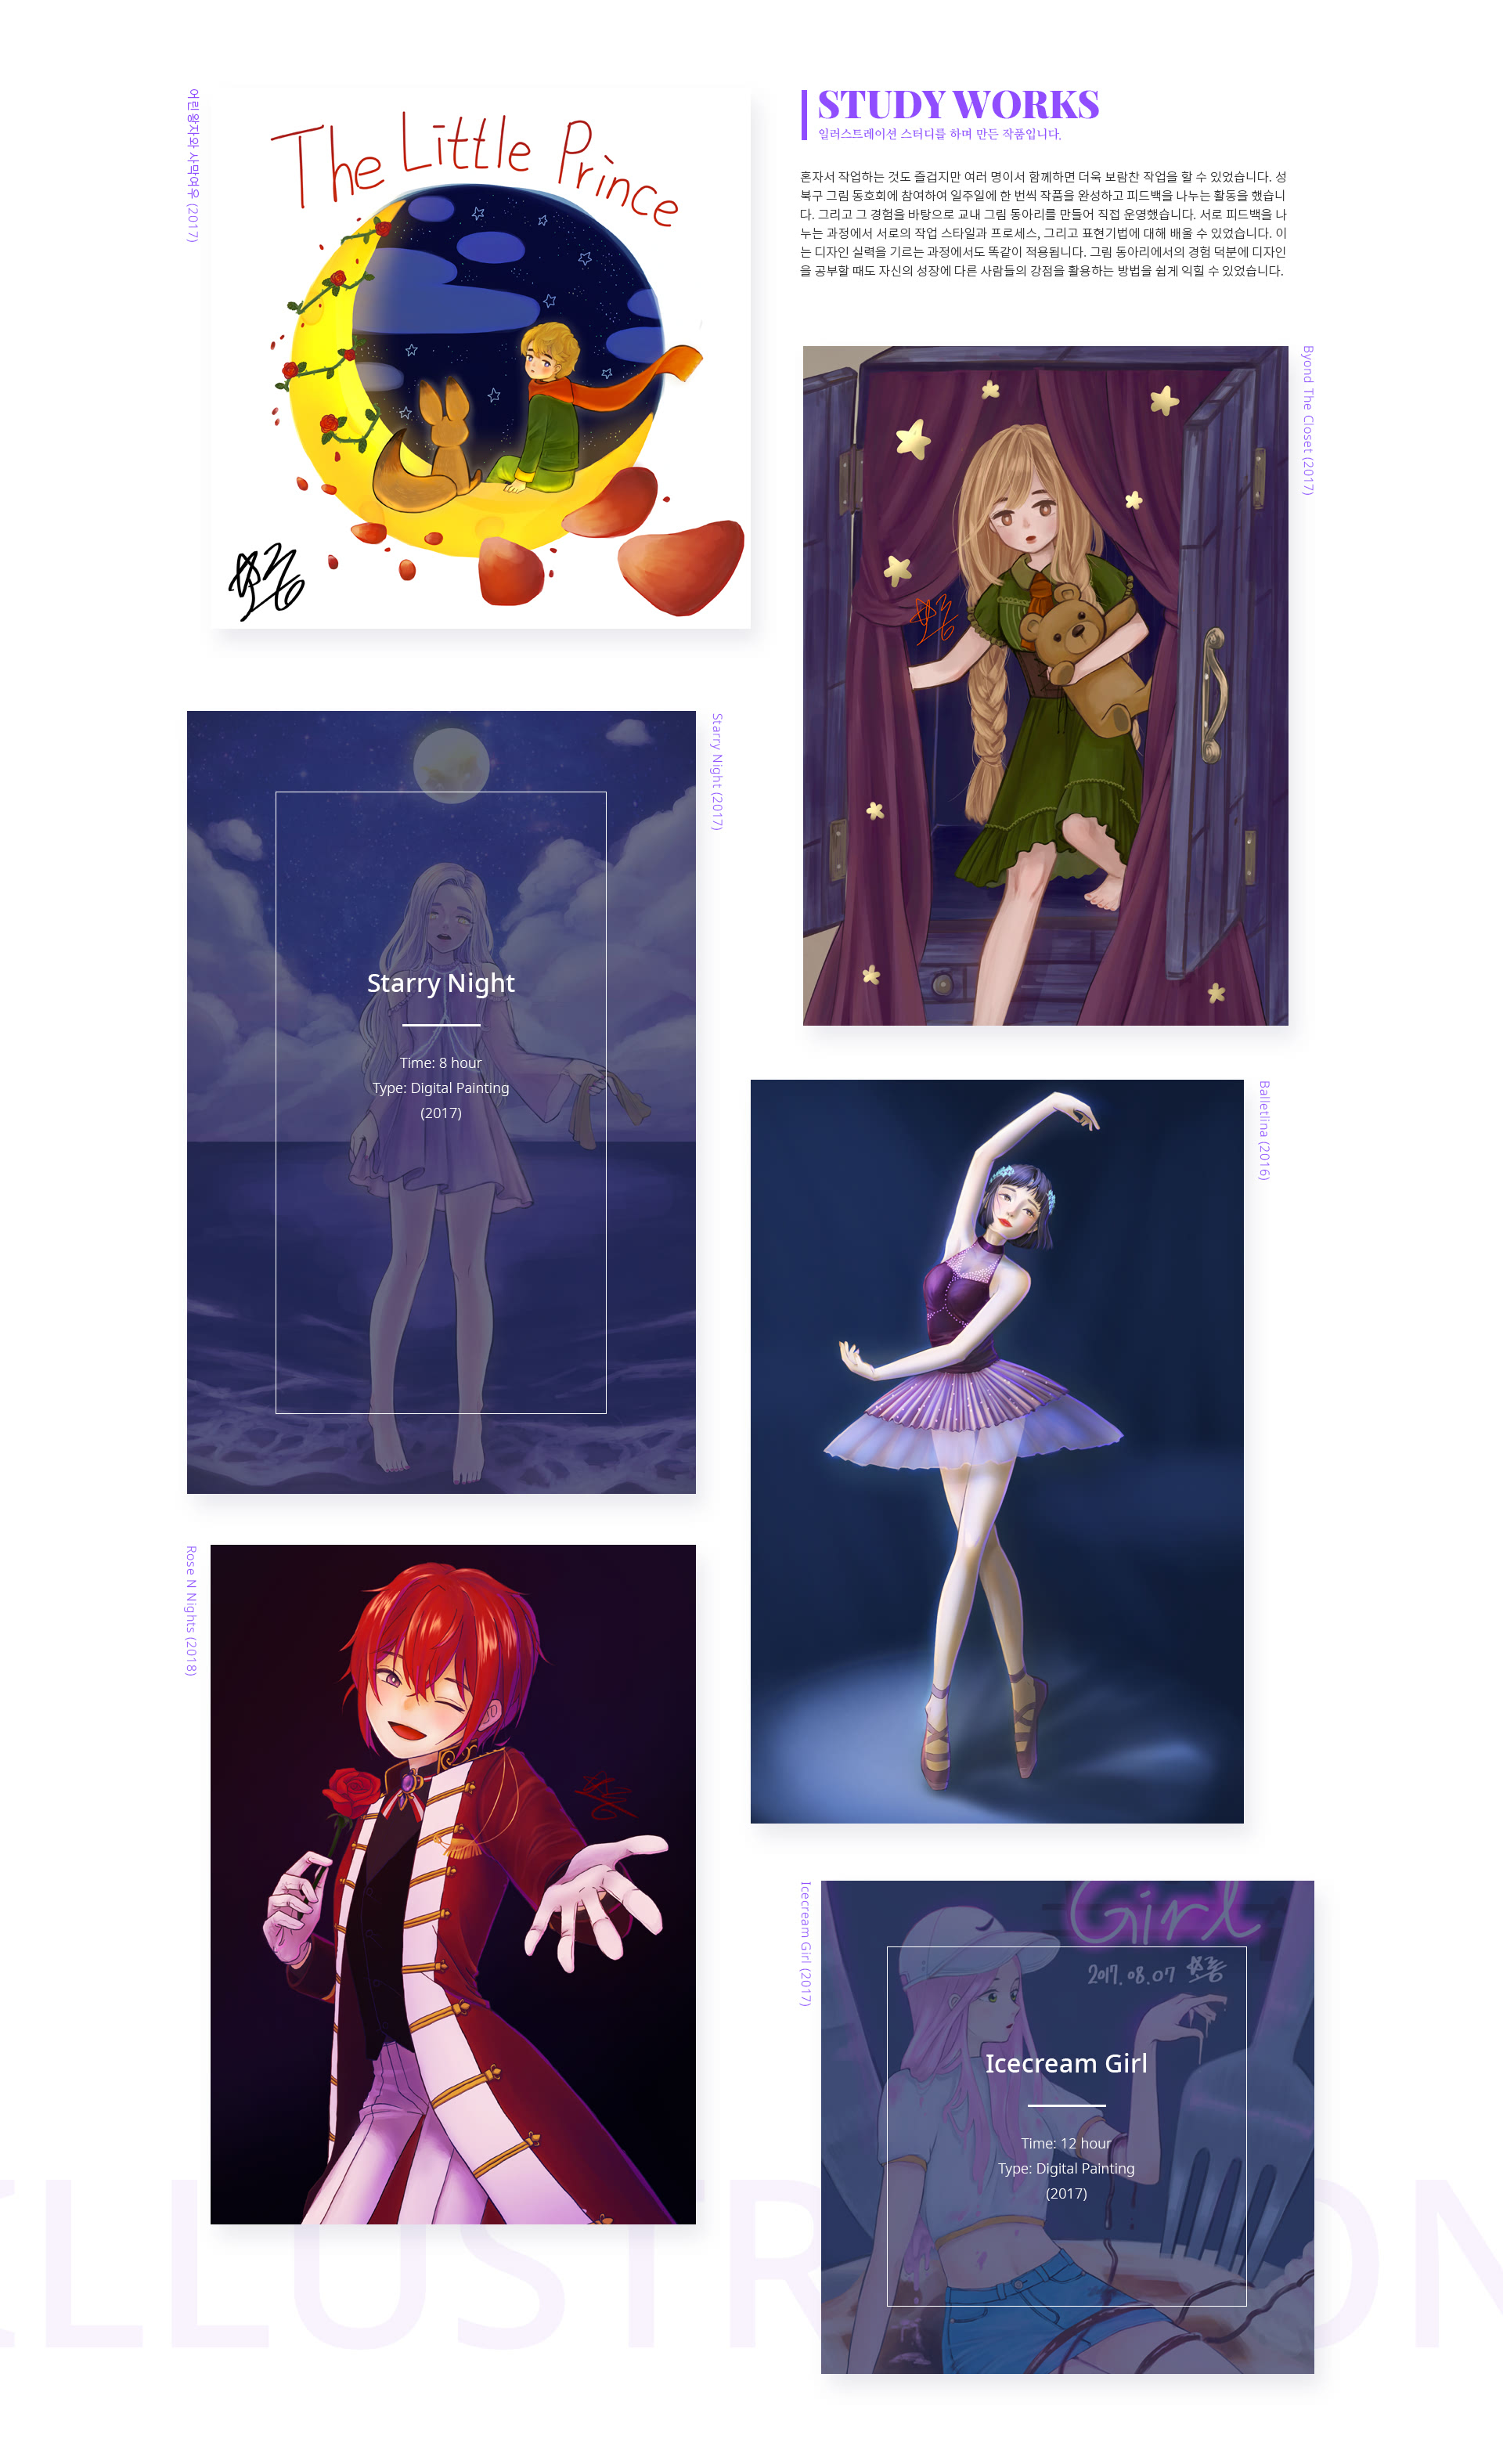 어린왕자와 사막여우 (2017)
The Little Prince
STUDY WORKS
일러스트레이션 스터디를 하며 만든 작품입니다.
혼자서 작업하는 것도 즐겁지만 여러 명이서 함께하면 더욱 보람찬 작업을 할 수 있었습니다. 성
북구 그림 동호회에 참여하여 일주일에 한 번씩 작품을 완성하고 피드백을 나누는 활동을 했습니
다. 그리고 그 경험을 바탕으로 교내 그림 동아리를 만들어 직접 운영했습니다. 서로 피드백을 나
누는 과정에서 서로의 작업 스타일과 프로세스, 그리고 표현기법에 대해 배울 수 있었습니다. 이
는 디자인 실력을 기르는 과정에서도 똑같이 적용됩니다. 그림 동아리에서의 경험 덕분에 디자인
을 공부할 때도 자신의 성장에 다른 사람들의 강점을 활용하는 방법을 쉽게 익힐 수 있었습니다.
Byond The Closet (2017)
Starry Night (2017)
Starry Night
Time: 8 hour
Type: Digital Painting
(2017)
Balletlina (2016)
Rose N Nights (2018)
Icecream Girl (2017)
Girl
2017.08.07
Icecream Girl
Time: 12 hour
Type: Digital Painting
(2017)